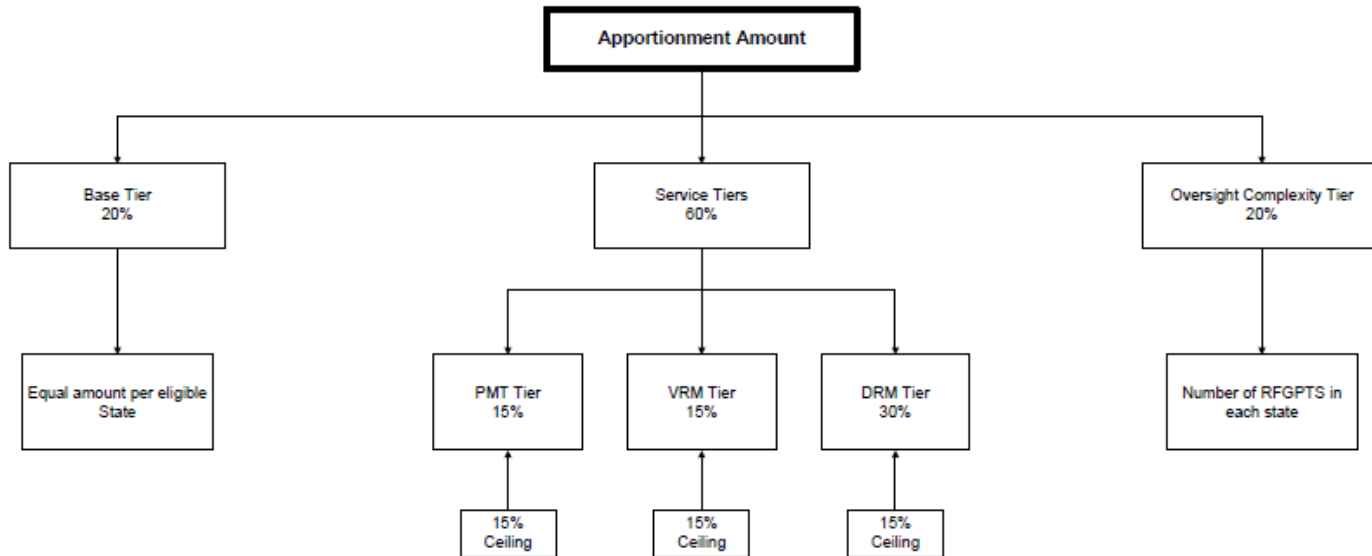 Apportionment Amount
Base Tier
20%
Service Tiers
60%
Oversight Complexity Tier
20%
Equal amount per eligible
State
PMT Tier
15%
VRM Tier
15%
DRM Tier
30%
Number of RFGPTS in
each state
15%
Ceiling
15%
Ceiling
15%
Ceiling